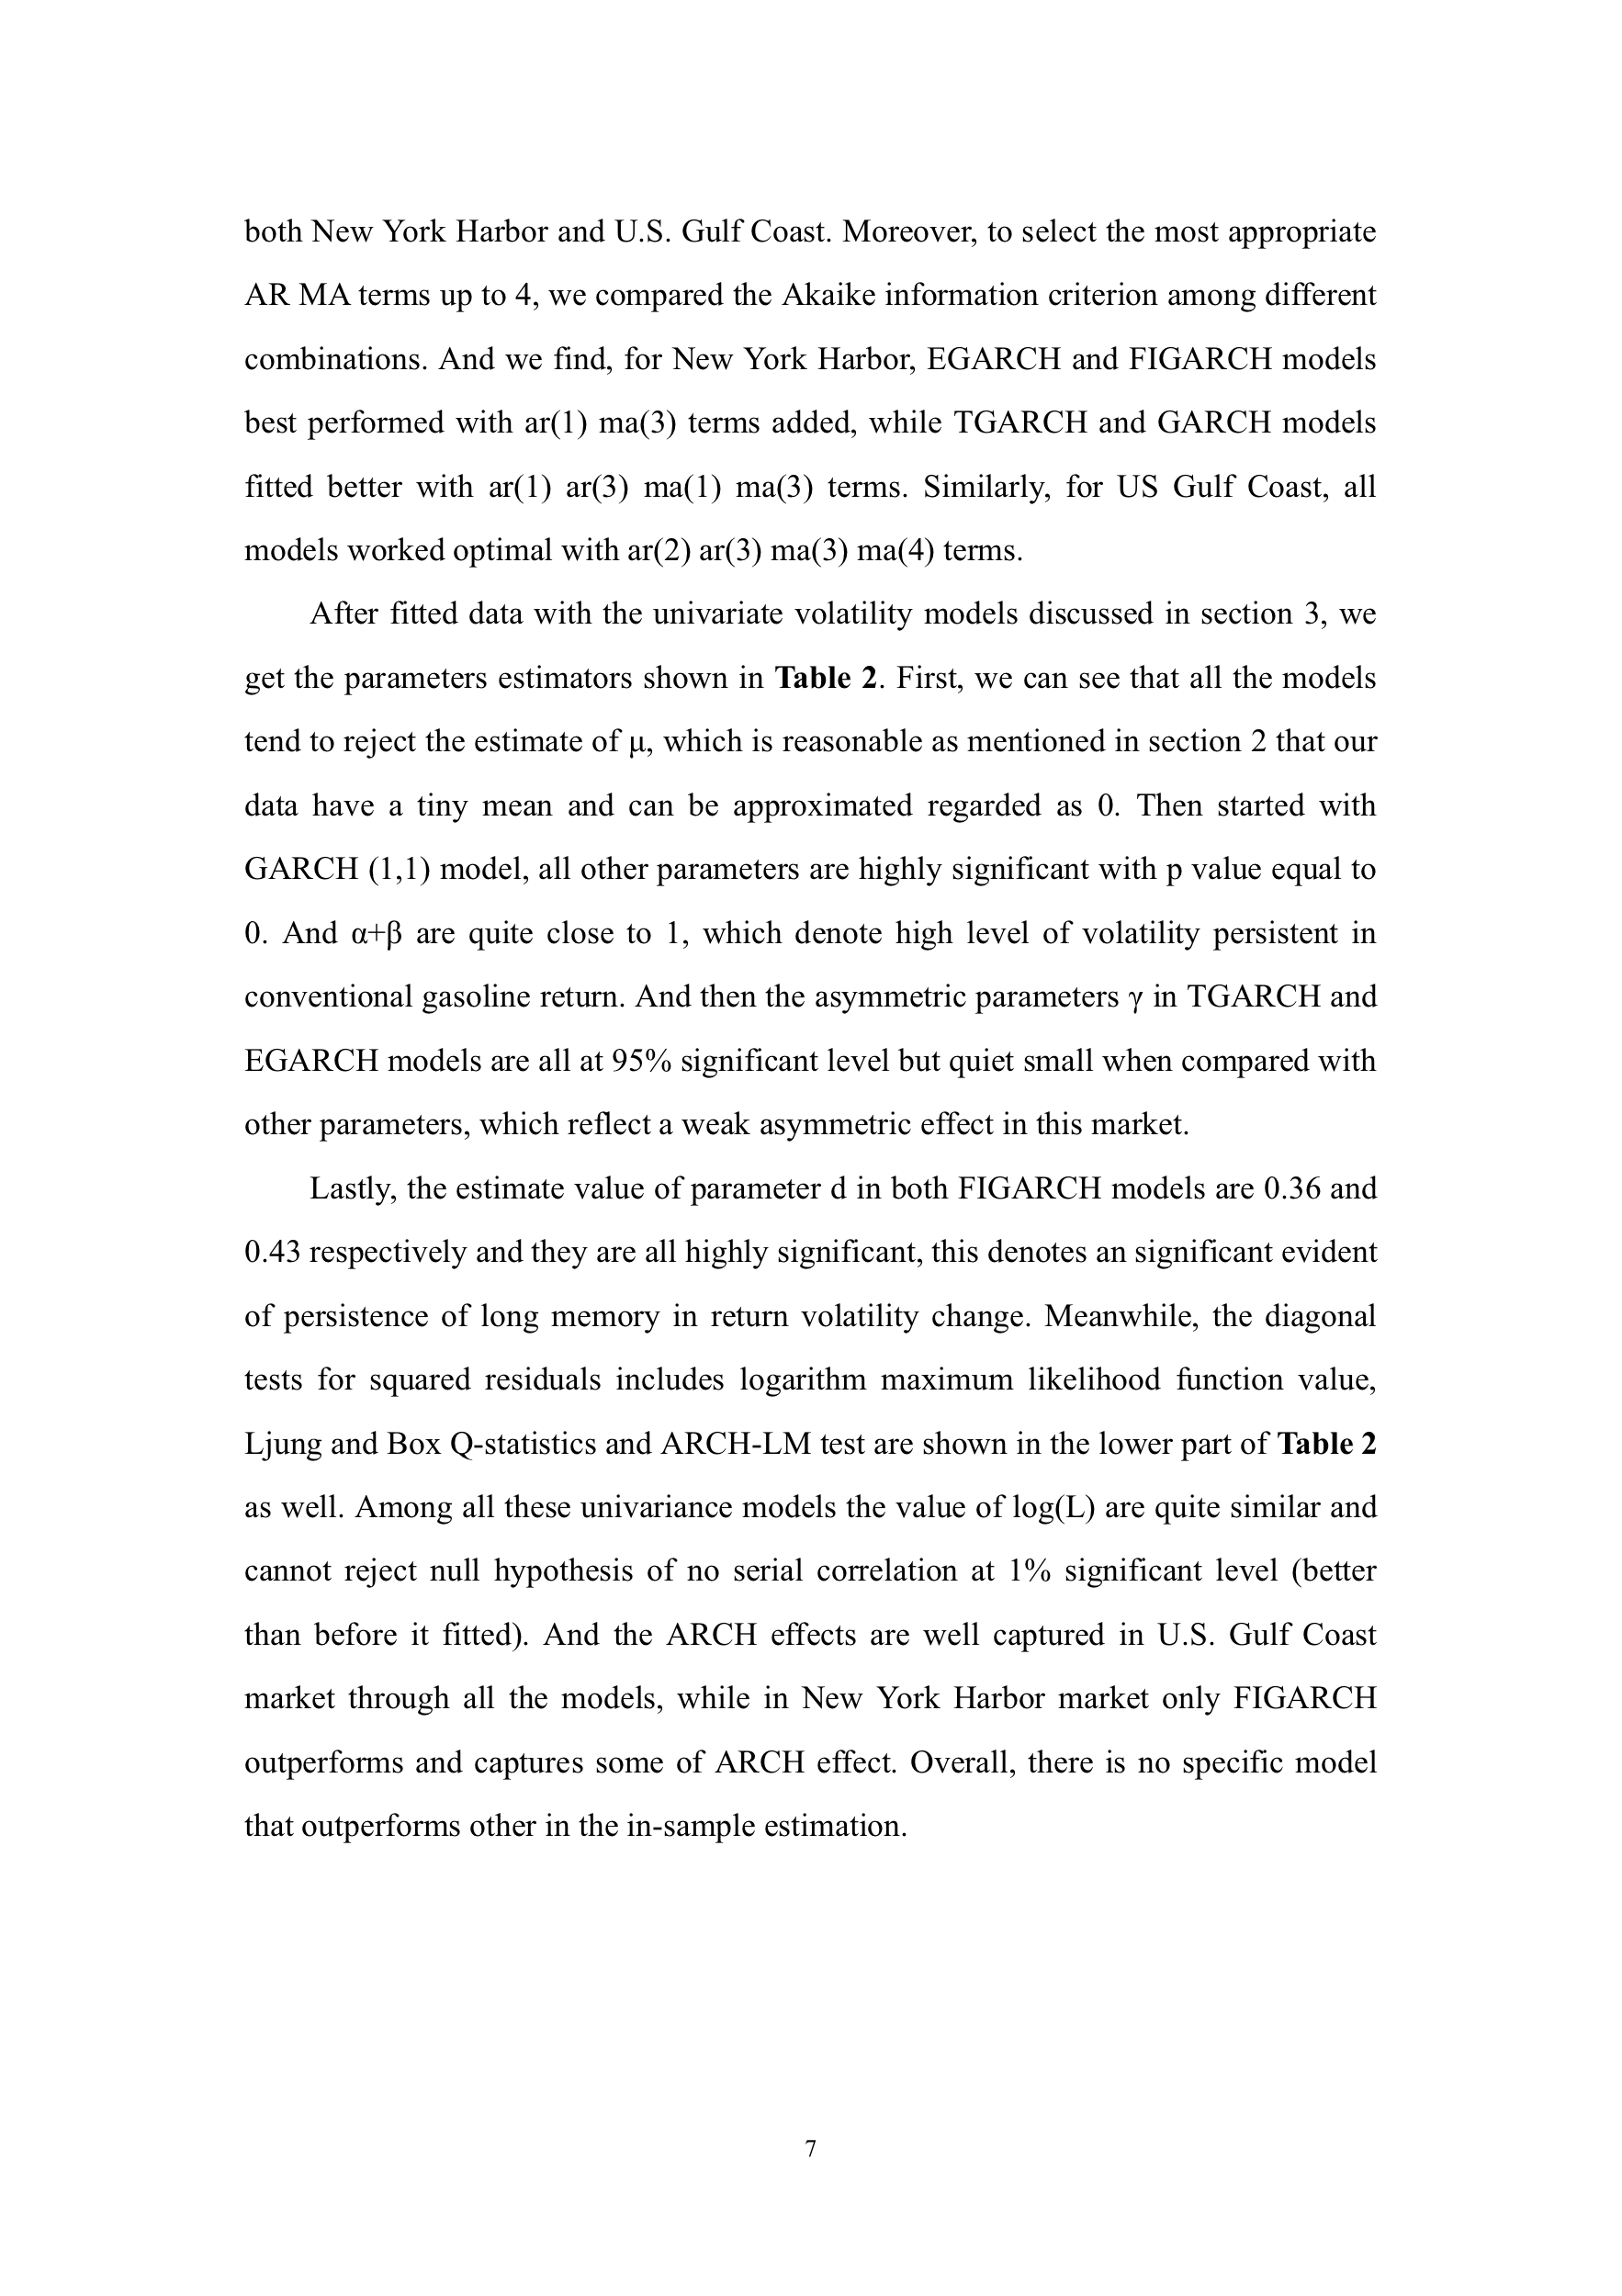 both New York Harbor and U.S. Gulf Coast. Moreover, to select the most appropriate
AR MA terms up to 4, we compared the Akaike information criterion among different
combinations. And we find, for New York Harbor, EGARCH and FIGARCH models
best performed with ar(1) ma(3) terms added, while TGARCH and GARCH models
fitted better with ar(1) ar(3) ma(1) ma(3) terms. Similarly, for US Gulf Coast, all
models worked optimal with ar(2) ar(3) ma(3) ma(4) terms.
After fitted data with the univariate volatility models discussed in section 3, we
get the parameters estimators shown in Table 2. First, we can see that all the models
tend to reject the estimate of μ, which is reasonable as mentioned in section 2 that our
data have a tiny mean and can be approximated regarded as 0. Then started with
GARCH (1,1) model, all other parameters are highly significant with p value equal to
0. And α+β are quite close to 1, which denote high level of volatility persistent in
conventional gasoline return. And then the asymmetric parameters γ in TGARCH and
EGARCH models are all at 95% significant level but quiet small when compared with
other parameters, which reflect a weak asymmetric effect in this market.
Lastly, the estimate value of parameter d in both FIGARCH models are 0.36 and
0.43 respectively and they are all highly significant, this denotes an significant evident
of persistence of long memory in return volatility change. Meanwhile, the diagonal
tests for squared residuals includes logarithm maximum likelihood function value,
Ljung and Box Q-statistics and ARCH-LM test are shown in the lower part of Table 2
as well. Among all these univariance models the value of log(L) are quite similar and
cannot reject null hypothesis of no serial correlation at 1% significant level (better
than before it fitted). And the ARCH effects are well captured in U.S. Gulf Coast
market through all the models, while in New York Harbor market only FIGARCH
outperforms and captures some of ARCH effect. Overall, there is no specific model
that outperforms other in the in-sample estimation.
7